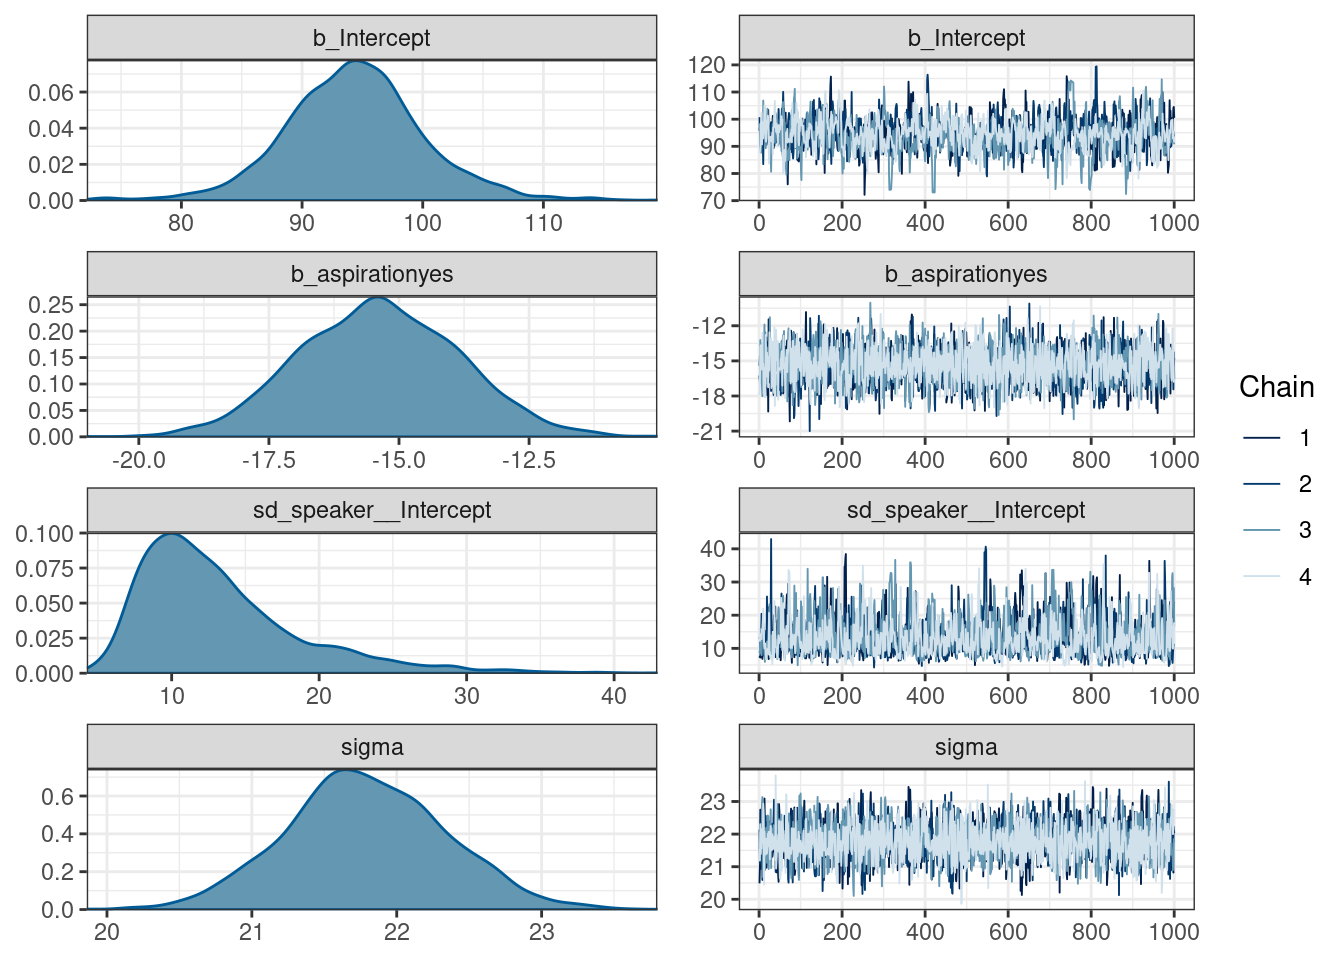 b_Intercept
b_Intercept
0.06
0.04
0.02
0.00
80 90 100 110
120
110
100
90
80
70
0 200 400 600 800 1000
b_aspirationyes
b_aspirationyes
0.25
0.20
0.15
0.10
0.05
0.00
-20.0 -17.5 -15.0 -12.5
-12
-15
-18
-21
0 200 400 600 800 1000
sd_speaker__Intercept
sd_speaker__Intercept
0.100
0.075
0.050
0.025
0.000
10 20 30 40
40
30
20
10
0 200 400 600 800 1000
sigma
sigma
0.6
0.4
0.2
0.0
20 21 22 23
23
22
21
20
0 200 400 600 800 1000
Chain
1
2
3
4